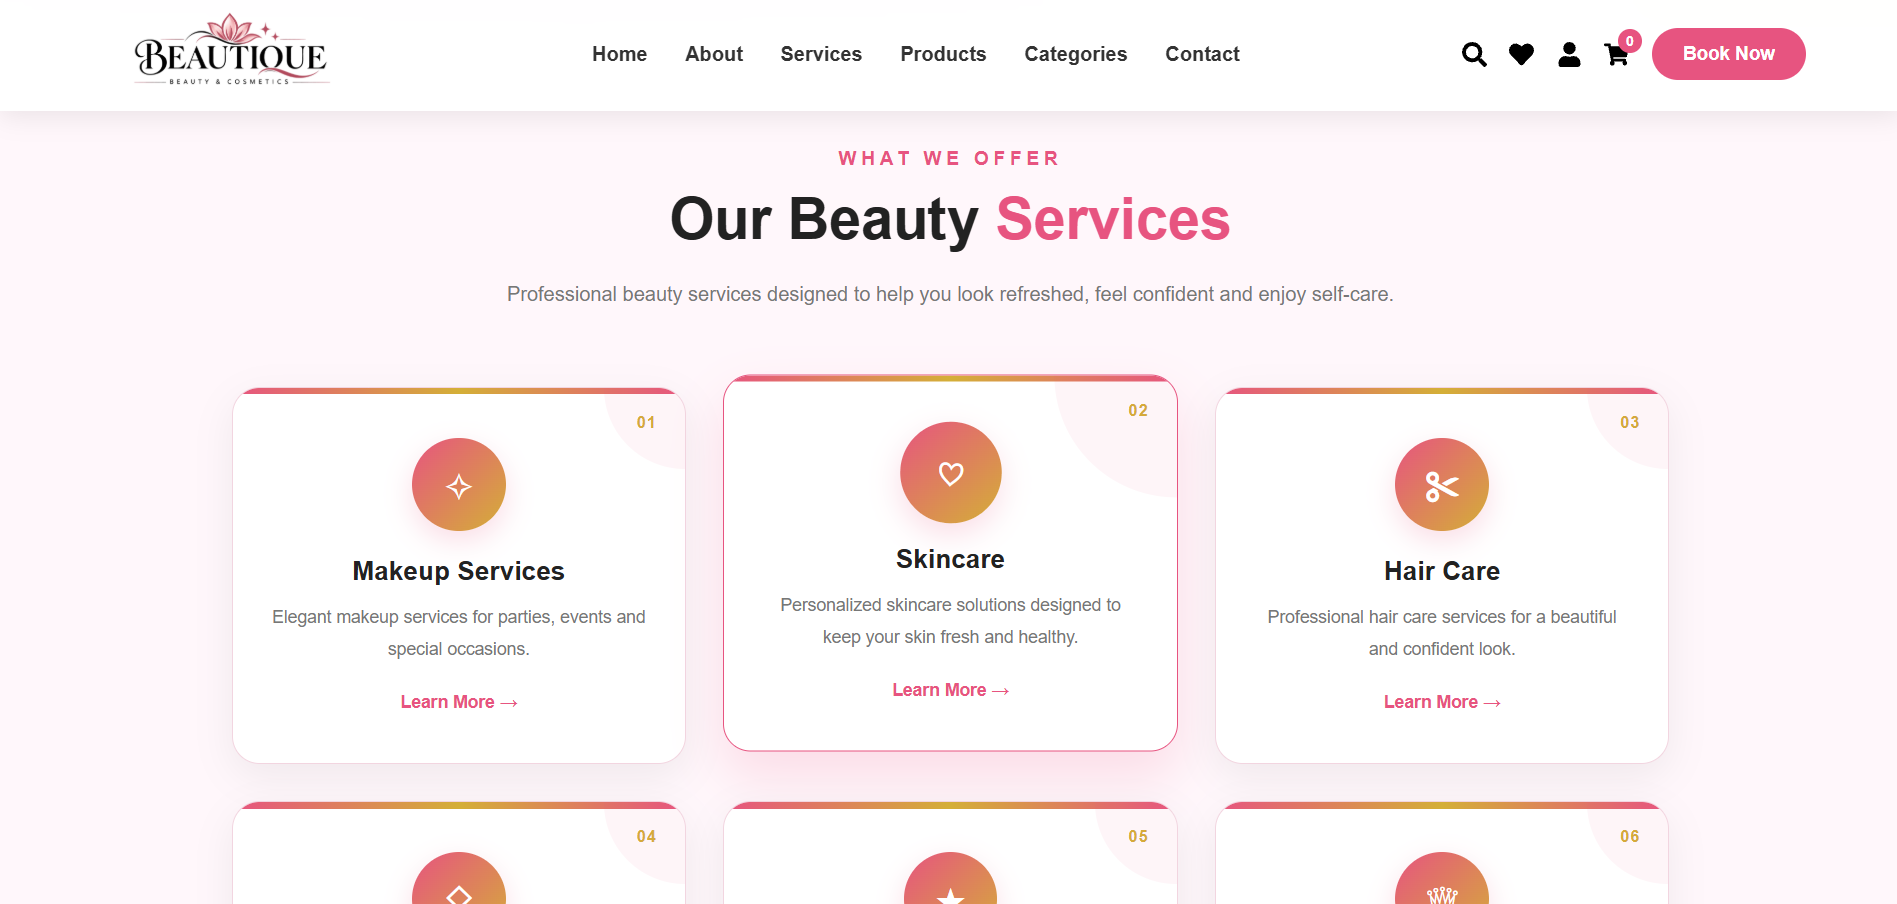 BEAUTIQUE
BEAUTY & COSMETICS
Home About Services Products Categories Contact
0
Book Now
WHAT WE OFFER
Our Beauty Services
Professional beauty services designed to help you look refreshed, feel confident and enjoy self-care.
01
Makeup Services
Elegant makeup services for parties, events and
special occasions.
Learn More →
02
Skincare
Personalized skincare solutions designed to
keep your skin fresh and healthy.
Learn More →
03
Hair Care
Professional hair care services for a beautiful
and confident look.
Learn More →
04
05
06